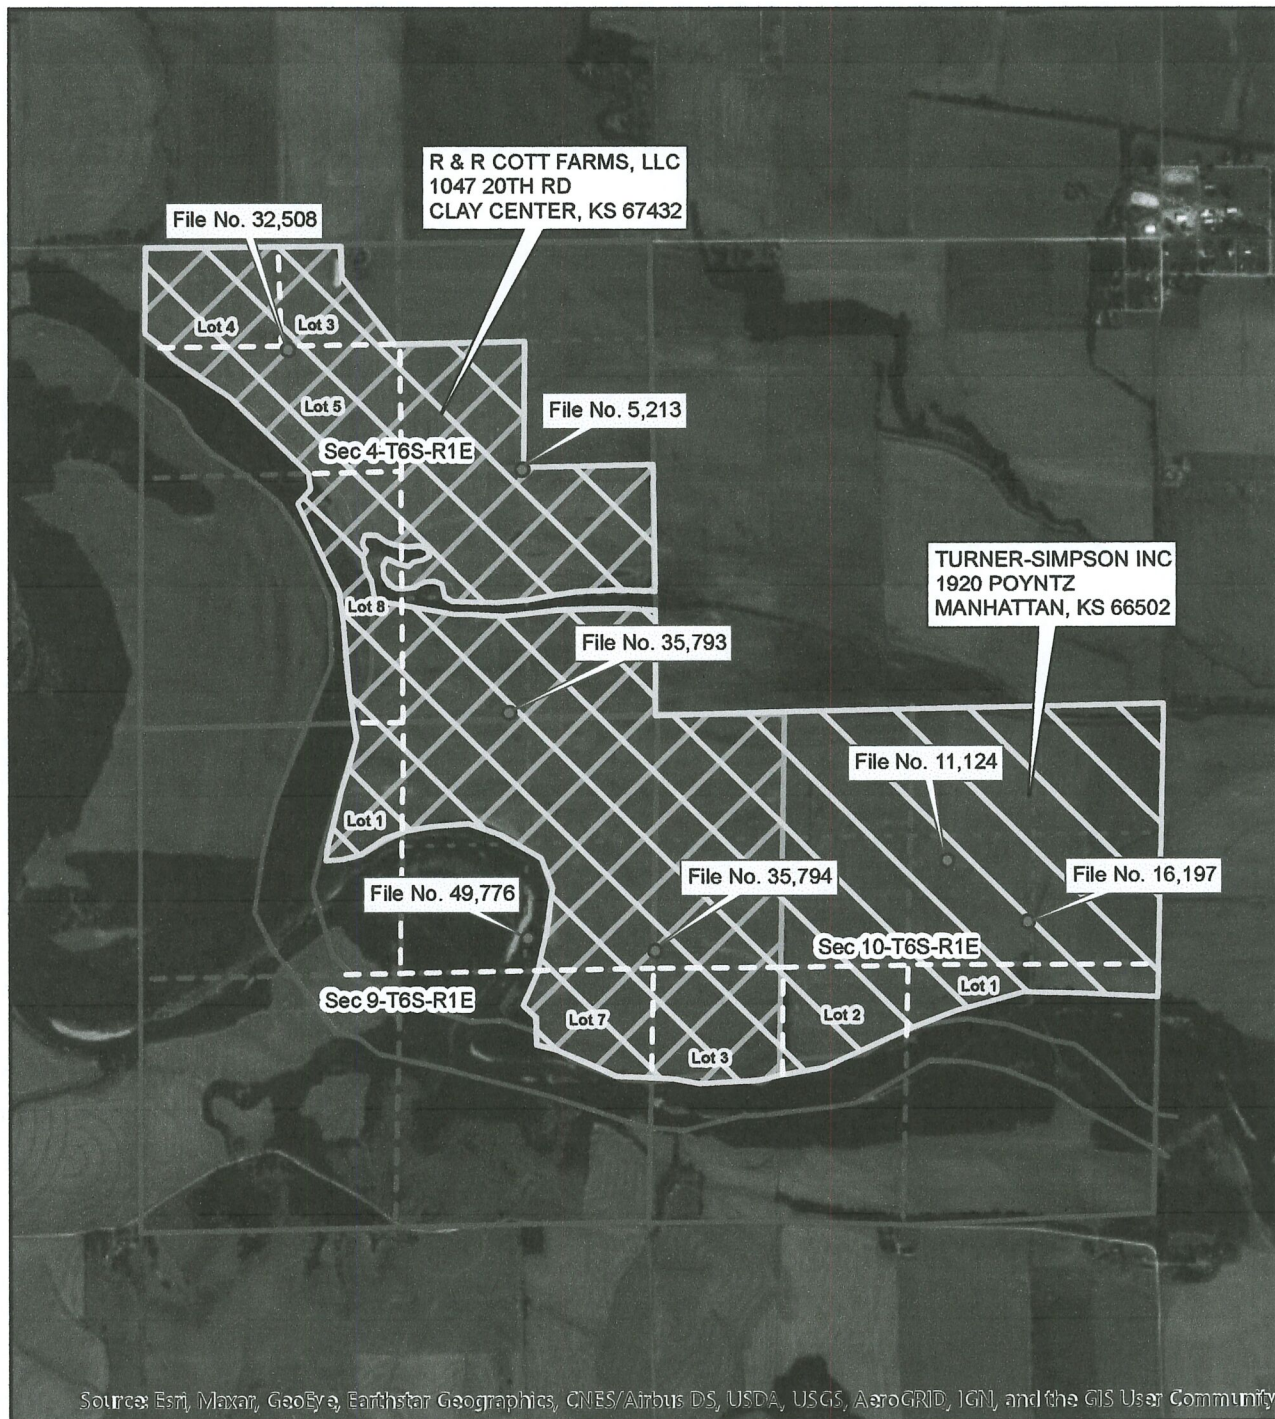 R & R COTT FARMS, LLC
1047 20TH RD
CLAY CENTER, KS 67432
File No. 32,508
Lot 4
Lot 3
Lot 5
File No. 5,213
Sec 4-T6S-R1E
TURNER-SIMPSON INC
1920 POYNTZ
MANHATTAN, KS 66502
Lot 8
File No. 35,793
File No. 11,124
Lot 1
File No. 49,776
File No. 35,794
File No. 16,197
Sec 10-T6S-R1E
Sec 9-T6S-R1E
Lot 1
Lot 7
Lot 2
Lot 3
Source: Esri, Maxar, GeoEye, Earthstar Geographics, CNES/Airbus DS, USDA, USGS, AeroGRID, IGN, and the GIS User Community